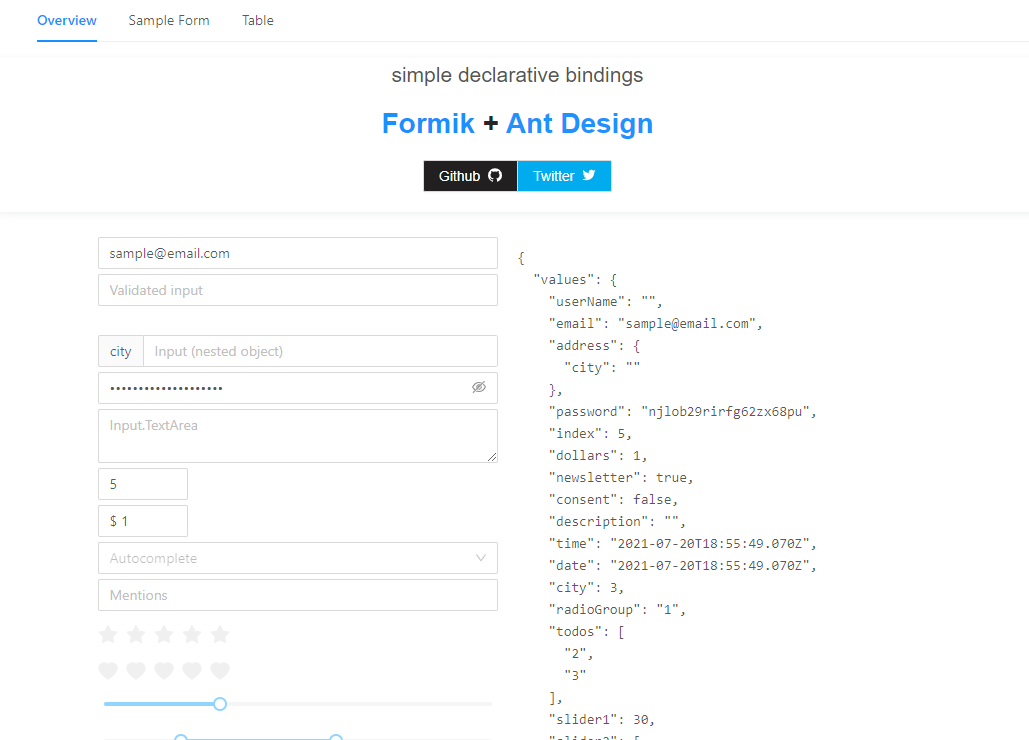 Overview Sample Form Table
simple declarative bindings
Formik + Ant Design
Github Twitter
sample@email.com
Validated input
city Input (nested object)
••••••••••••••••••••
Input.TextArea
5
$ 1
Autocomplete
Mentions
{
"values": {
"userName": "",
"email": "sample@email.com",
"address": {
"city": ""
},
"password": "njlob29rirfg62zx68pu",
"index": 5,
"dollars": 1,
"newsletter": true,
"consent": false,
"description": "",
"time": "2021-07-20T18:55:49.070Z",
"date": "2021-07-20T18:55:49.070Z",
"city": 3,
"radioGroup": "1",
"todos": [
"2",
"3"
],
"slider1": 30,